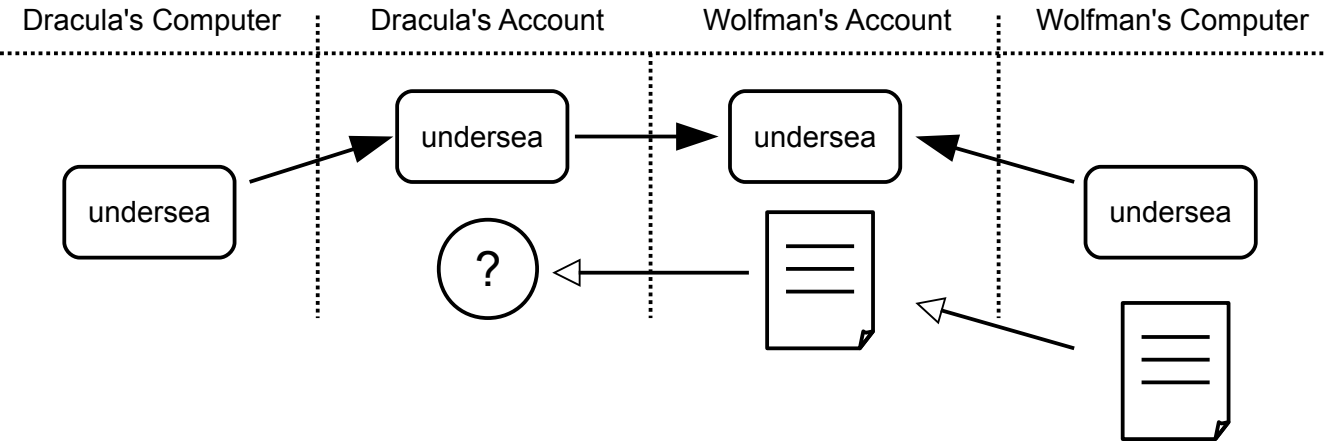 Dracula's Computer
Dracula's Account
Wolfman's Account
Wolfman's Computer
undersea
undersea
undersea
undersea
?